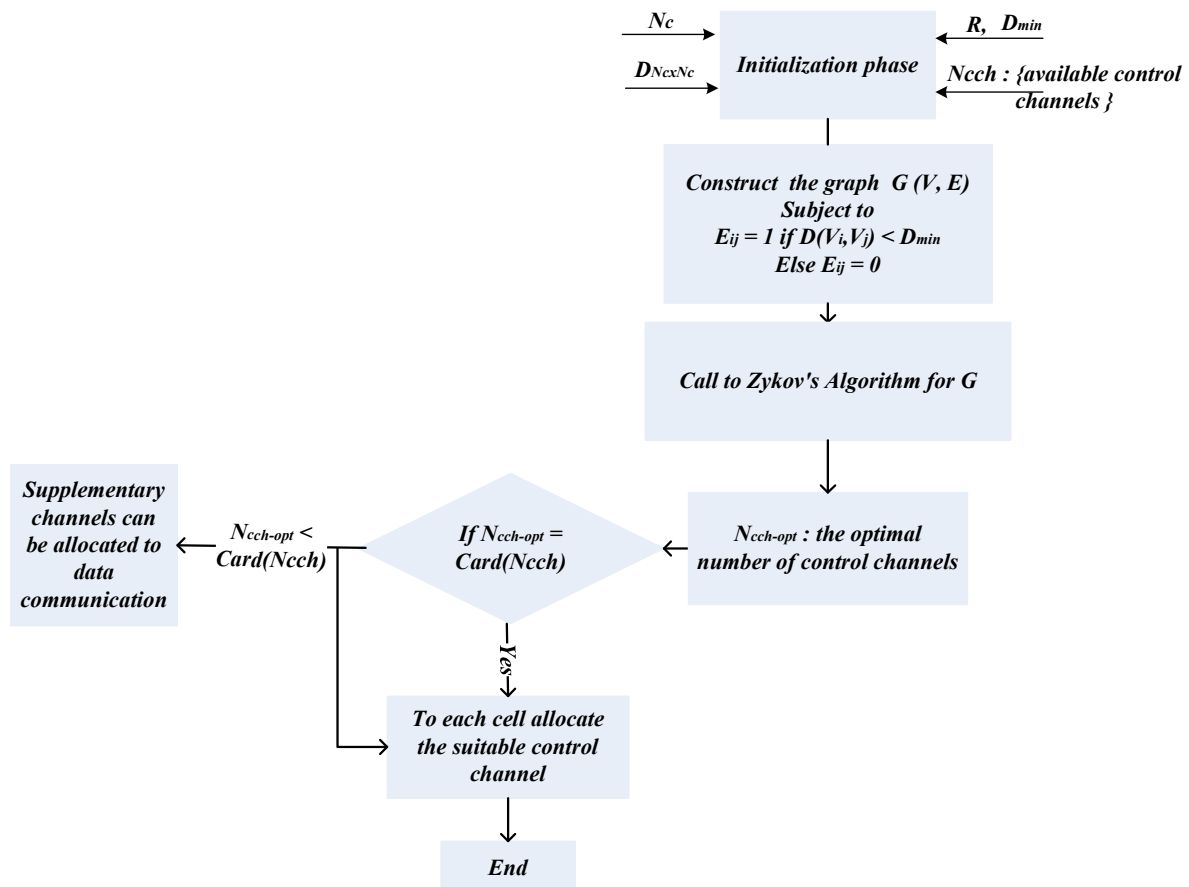 Nc
R, Dmin
DNcxNc
Initialization phase
Ncch : {available control
channels }
Construct the graph G (V, E)
Subject to
Eij = 1 if D(Vi,Vj) < Dmin
Else Eij = 0
Call to Zykov's Algorithm for G
Supplementary
channels can
be allocated to
data
communication
Ncch-opt <
Card(Ncch)
If Ncch-opt =
Card(Ncch)
Ncch-opt : the optimal
number of control channels
Yes
To each cell allocate
the suitable control
channel
End